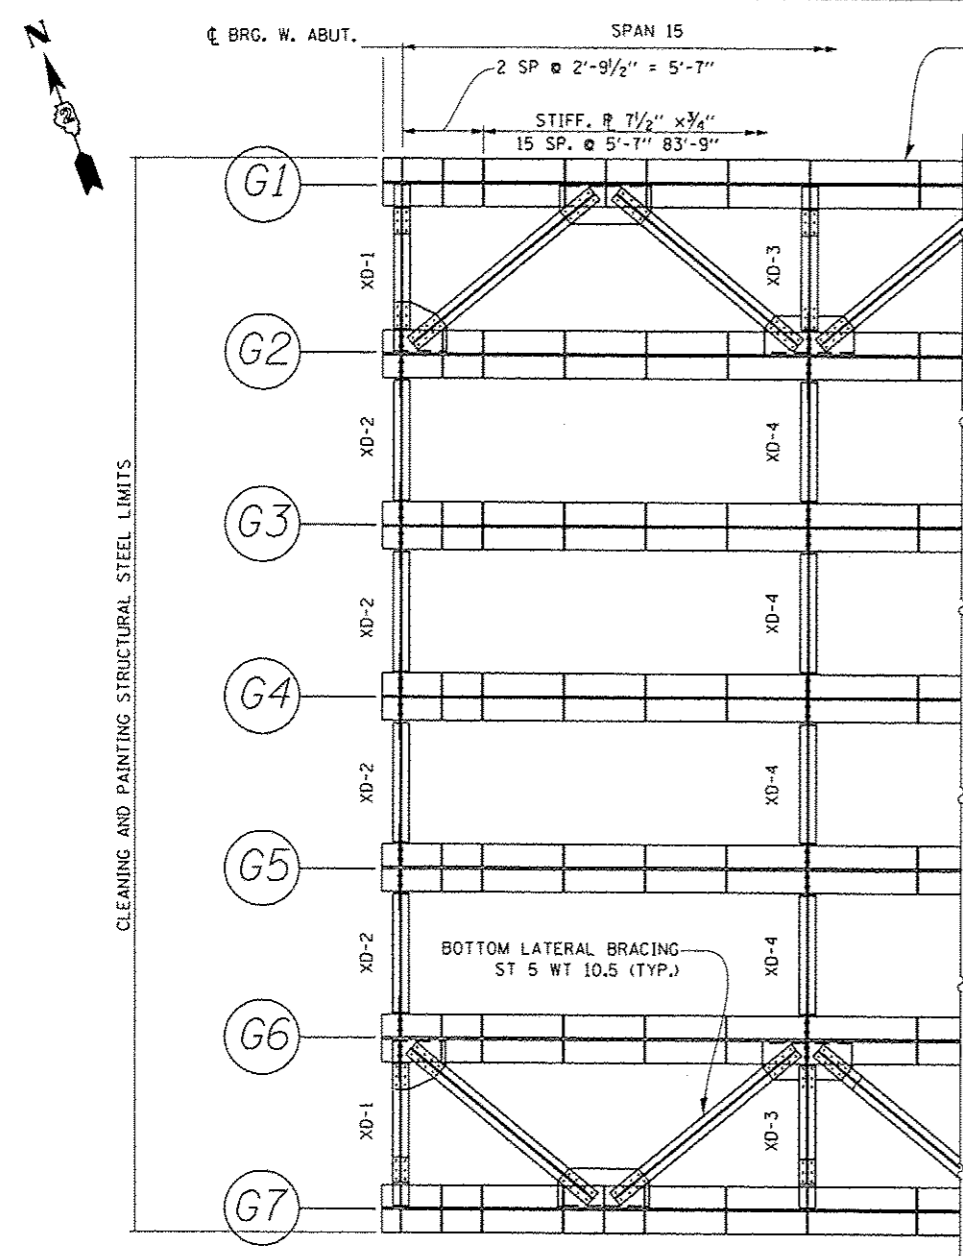 N
2
℄ BRG. W. ABUT.
SPAN 15
2 SP @ 2'-9½" = 5'-7"
STIFF. ℙ 7½" x¾"
15 SP. @ 5'-7" 83'-9"
G1
XD-1
XD-3
G2
XD-2
XD-4
G3
XD-2
XD-4
G4
XD-2
XD-4
G5
XD-2
XD-4
BOTTOM LATERAL BRACING
ST 5 WT 10.5 (TYP.)
G6
XD-1
XD-3
G7
CLEANING AND PAINTING STRUCTURAL STEEL LIMITS